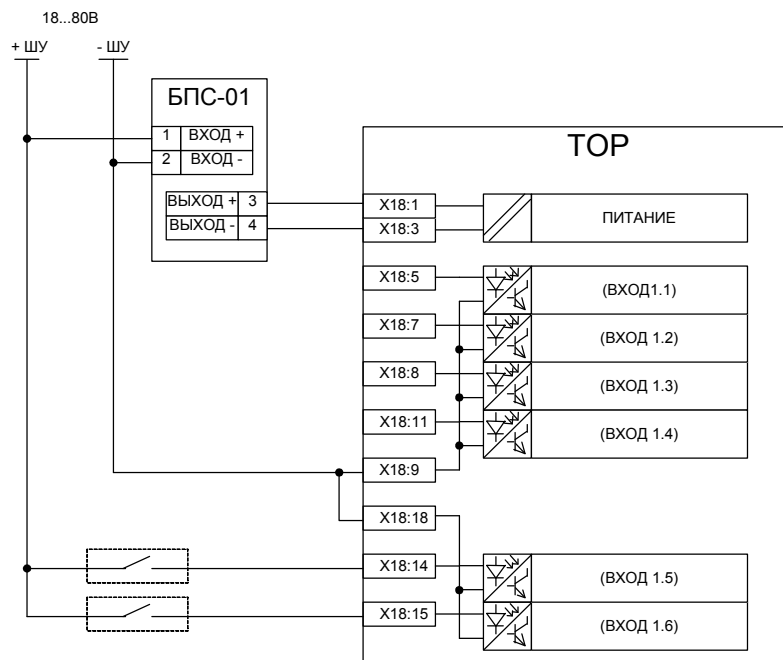 18...80В
+ ШУ
- ШУ
БПС-01
1 ВХОД +
2 ВХОД -
ВЫХОД + 3
ВЫХОД - 4
ТОР
X18:1
X18:3
ПИТАНИЕ
X18:5
(ВХОД1.1)
X18:7
(ВХОД 1.2)
X18:8
(ВХОД 1.3)
X18:11
(ВХОД 1.4)
X18:9
X18:18
X18:14
(ВХОД 1.5)
X18:15
(ВХОД 1.6)